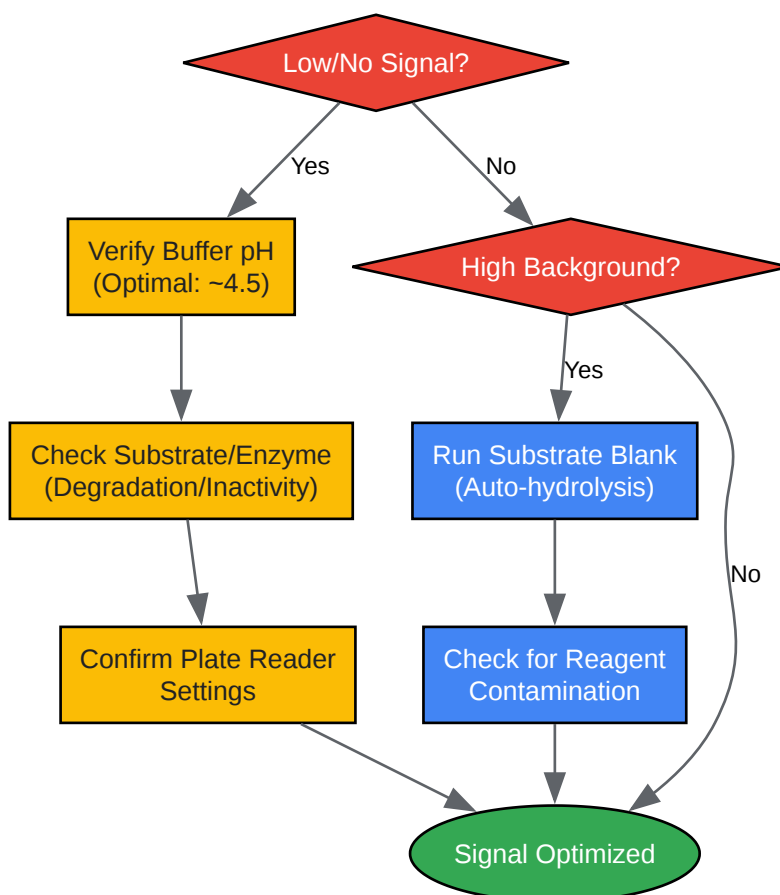 Low/No Signal?
Yes
No
Verify Buffer pH
(Optimal: ~4.5)
High Background?
Yes
Check Substrate/Enzyme
(Degradation/Inactivity)
Run Substrate Blank
(Auto-hydrolysis)
No
Confirm Plate Reader
Settings
Check for Reagent
Contamination
Signal Optimized